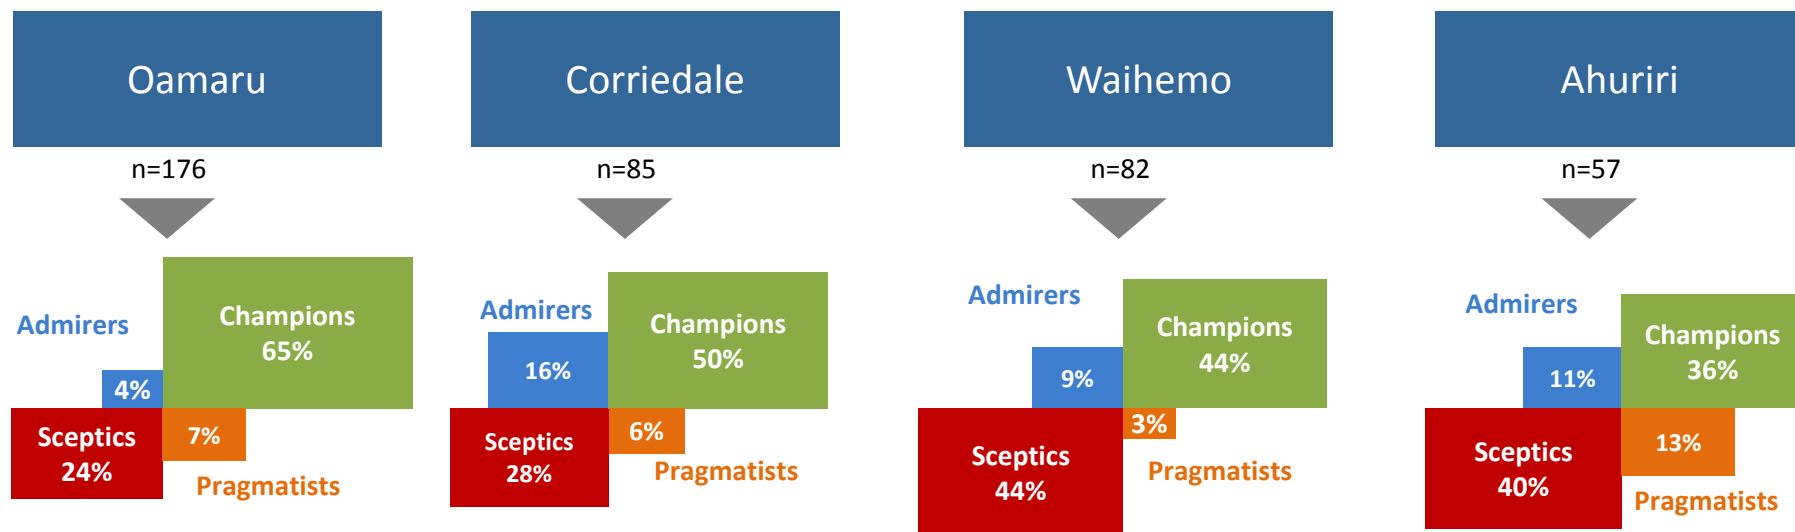 Oamaru
n=176
Admirers
4%
Champions
65%
Sceptics
24%
7%
Pragmatists
Corriedale
n=85
Admirers
16%
Champions
50%
Sceptics
28%
6%
Pragmatists
Waihemo
n=82
Admirers
9%
Champions
44%
Sceptics
44%
3%
Pragmatists
Ahuriri
n=57
Admirers
11%
Champions
36%
Sceptics
40%
13%
Pragmatists